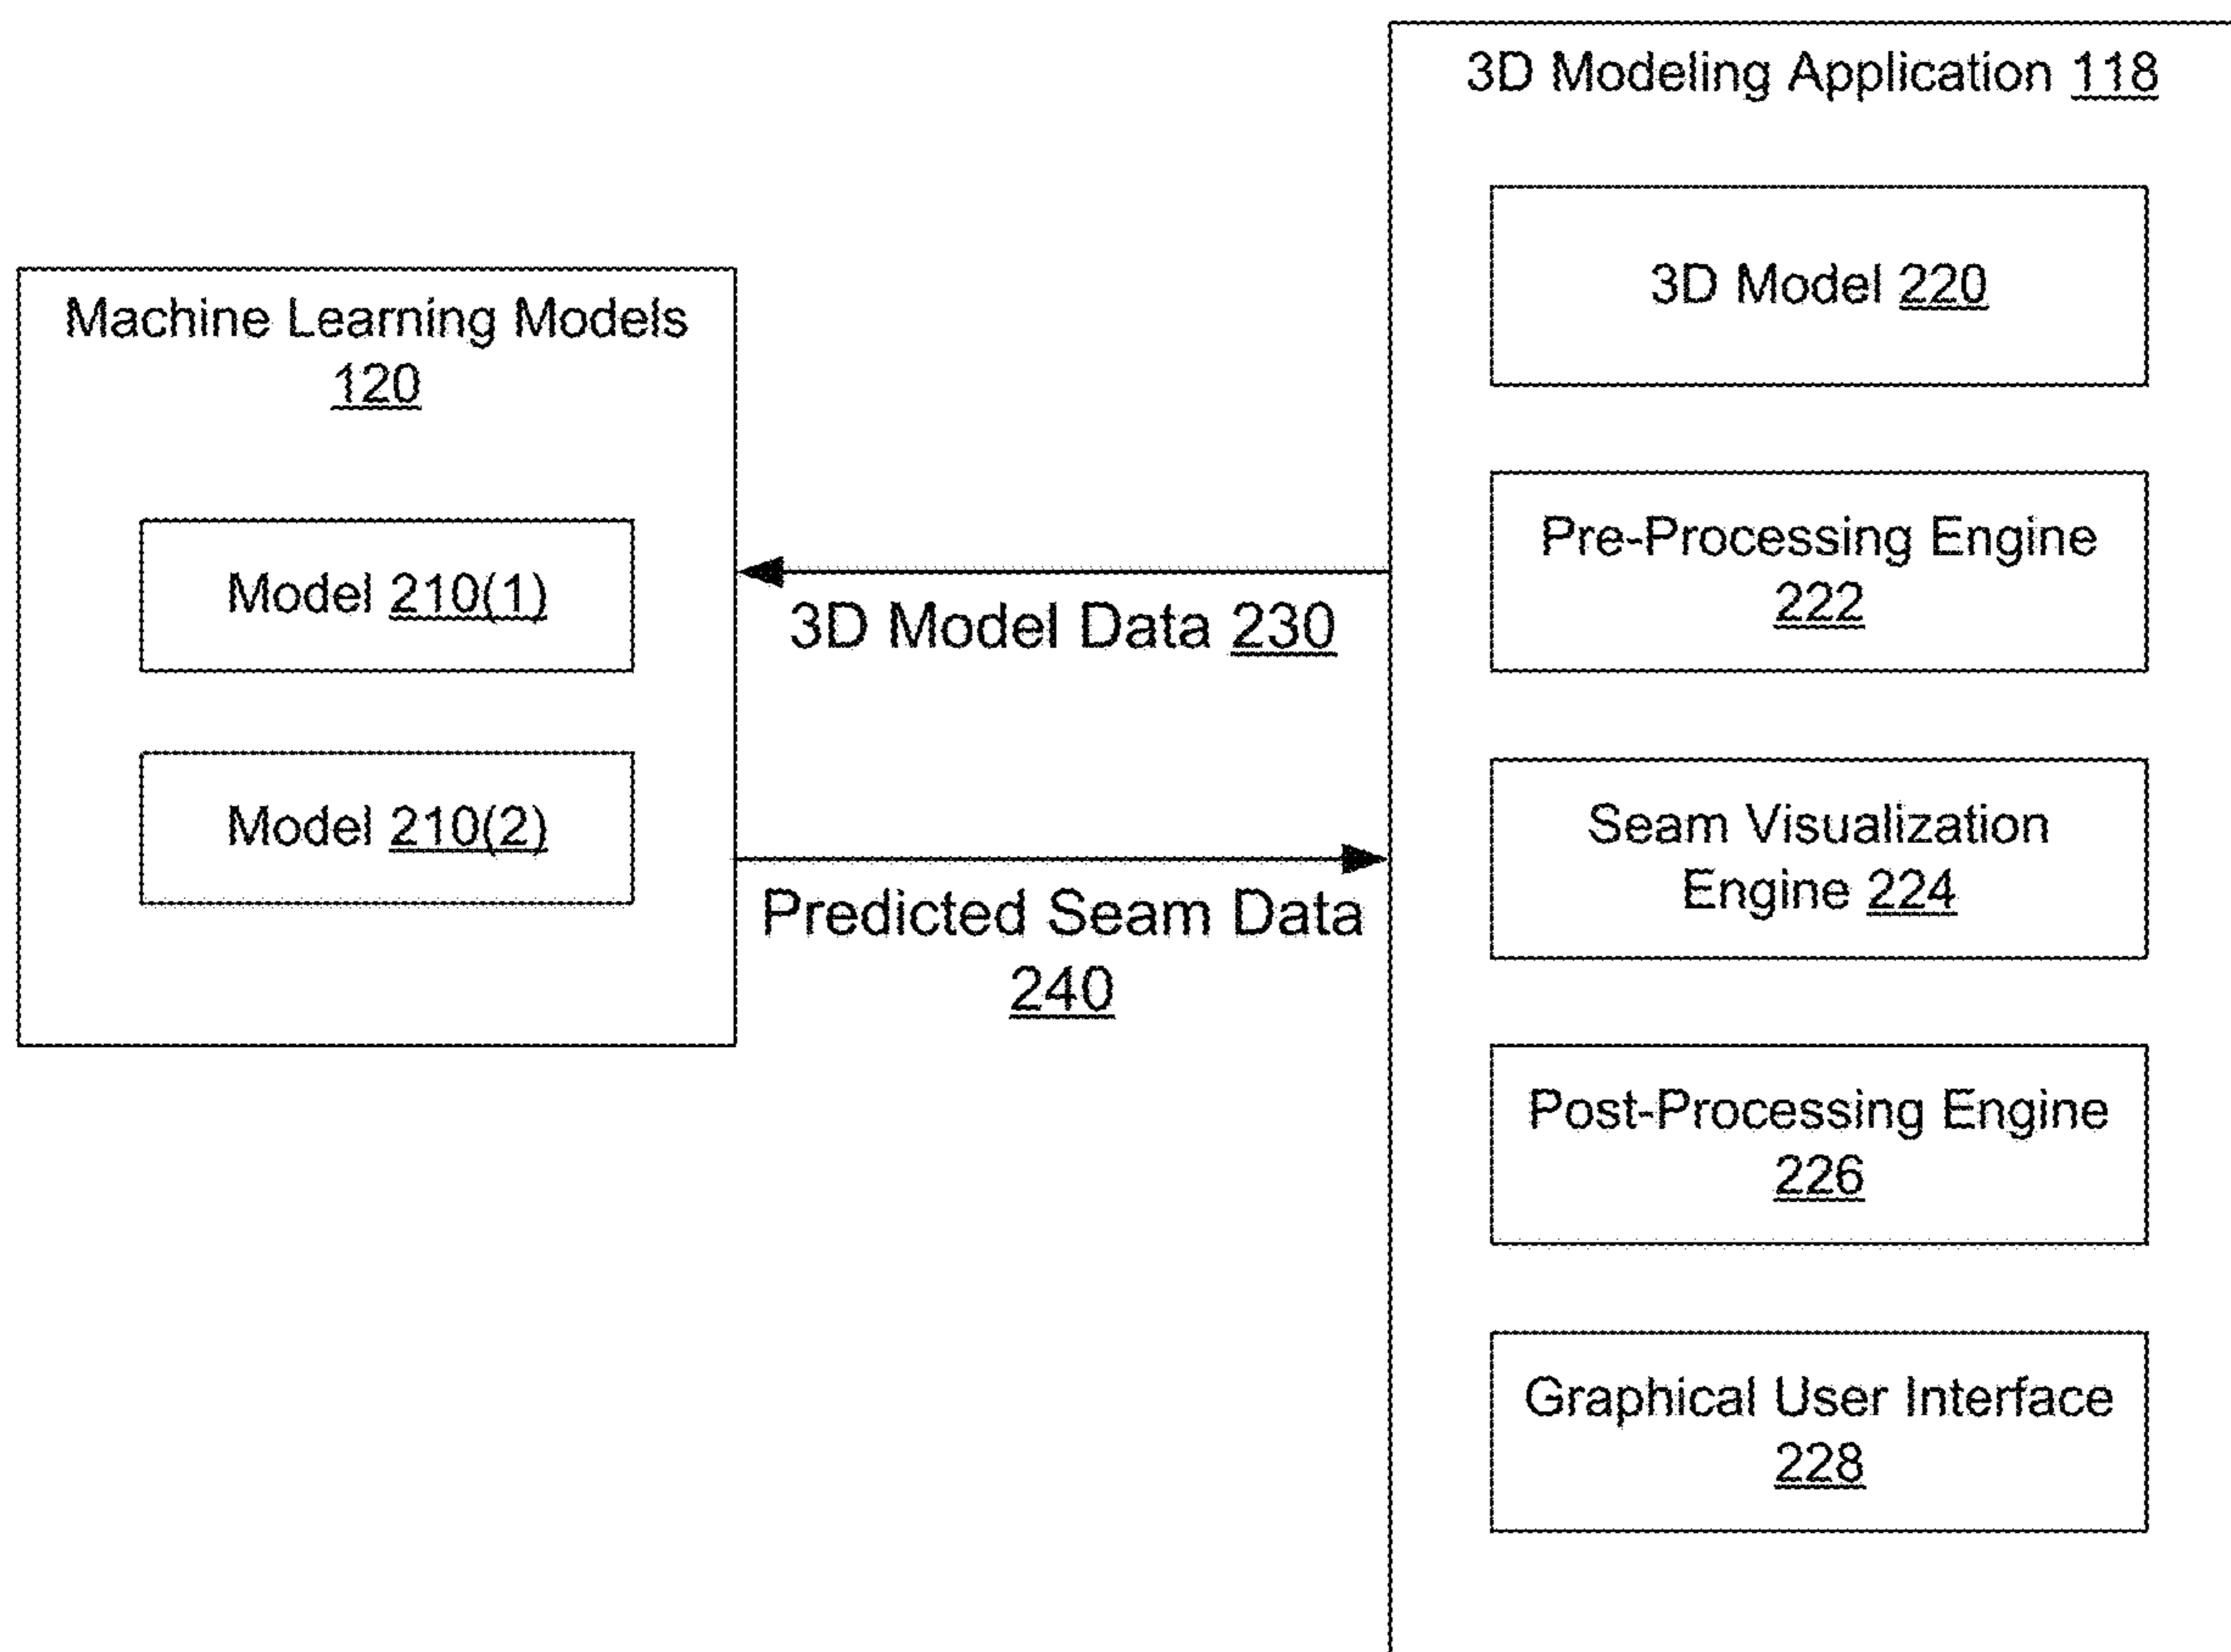 3D Modeling Application 118
3D Model 220
Machine Learning Models
120
Pre-Processing Engine
222
Model 210(1)
3D Model Data 230
Model 210(2)
Seam Visualization
Engine 224
Predicted Seam Data
240
Post-Processing Engine
226
Graphical User Interface
228